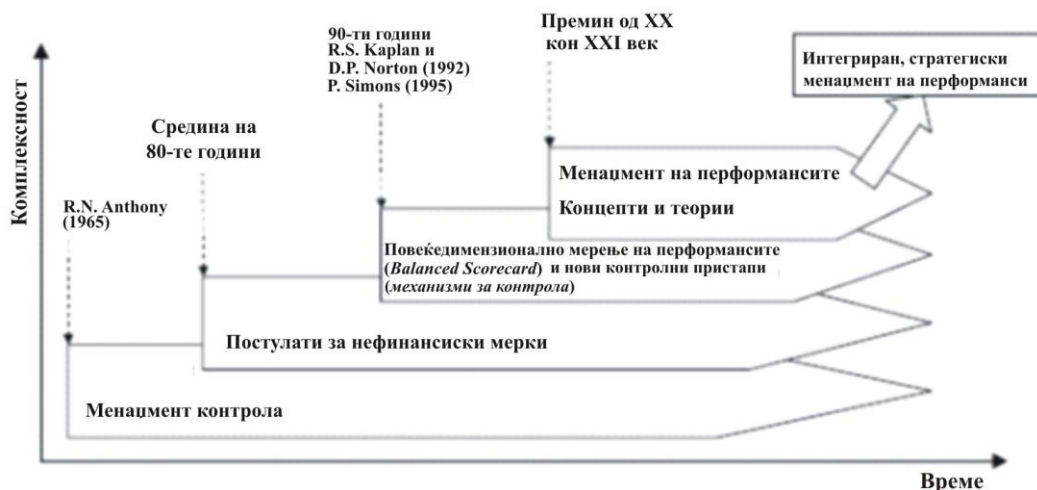 Комплексност
R.N. Anthony
(1965)
Средина на
80-те години
90-ти години
R.S. Kaplan и
D.P. Norton (1992)
P. Simons (1995)
Премин од XX
кон XXI век
Интегриран, стратегиски
менаџмент на перформанси
Менаџмент на перформансите
Концепти и теории
Повеќедимензионално мерење на перформансите
(Balanced Scorecard) и нови контролни пристапи
(механизми за контрола)
Постулати за нефинансиски мерки
Менаџмент контрола
Време